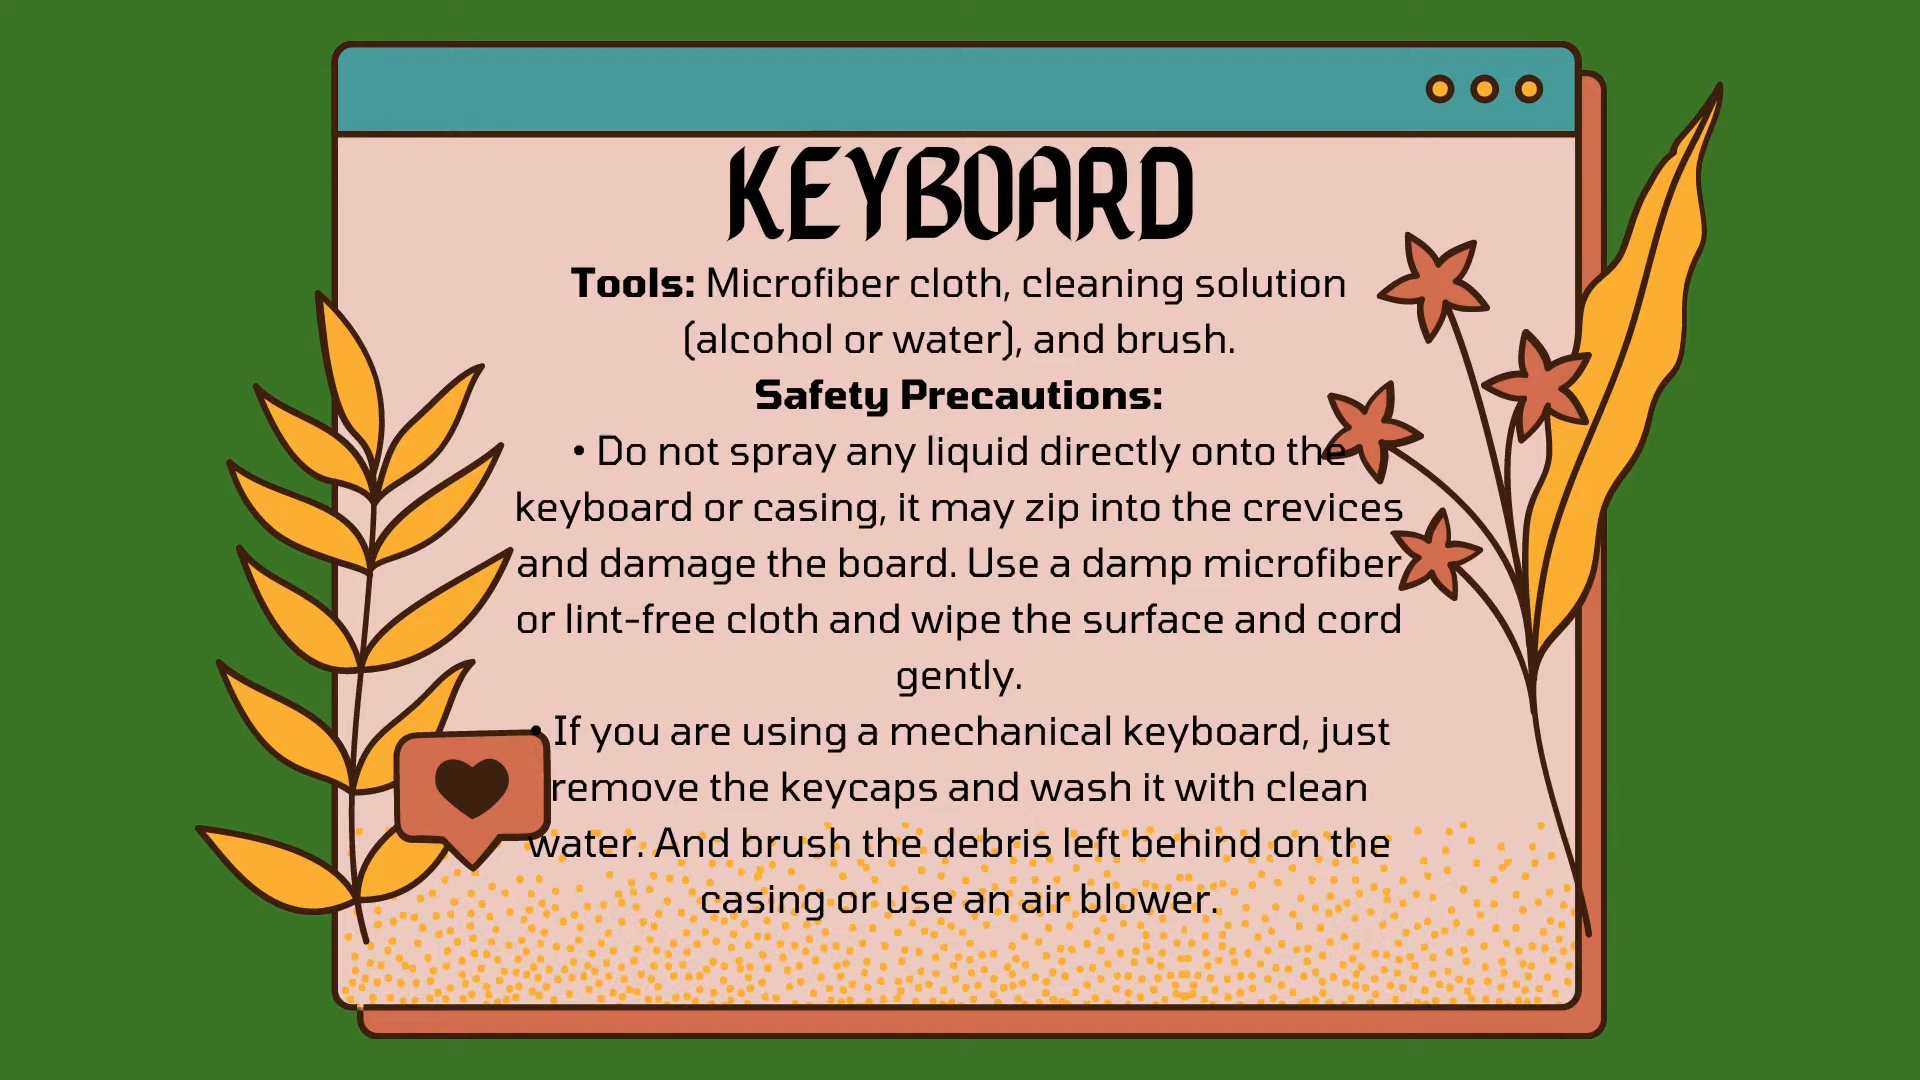 KEYBOARD
Tools: Microfiber cloth, cleaning solution
(alcohol or water), and brush.
Safety Precautions:
• Do not spray any liquid directly onto the
keyboard or casing, it may zip into the crevices
and damage the board. Use a damp microfiber
or lint-free cloth and wipe the surface and cord
gently.
• If you are using a mechanical keyboard, just
remove the keycaps and wash it with clean
water. And brush the debris left behind on the
casing or use an air blower.